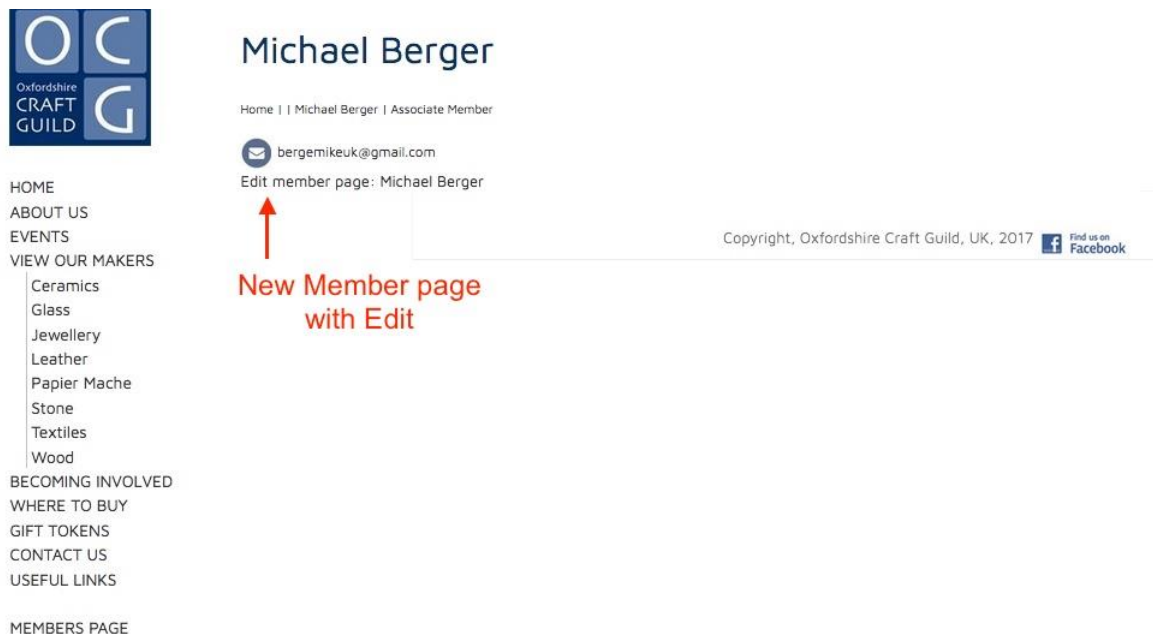 O C
Oxfordshire
CRAFT
GUILD
G
HOME
ABOUT US
EVENTS
VIEW OUR MAKERS
Ceramics
Glass
Jewellery
Leather
Papier Mache
Stone
Textiles
Wood
BECOMING INVOLVED
WHERE TO BUY
GIFT TOKENS
CONTACT US
USEFUL LINKS
MEMBERS PAGE
Michael Berger
Home | | Michael Berger | Associate Member
bergemikeuk@gmail.com
Edit member page: Michael Berger
New Member page
with Edit
Copyright, Oxfordshire Craft Guild, UK, 2017
f
Find us on
Facebook